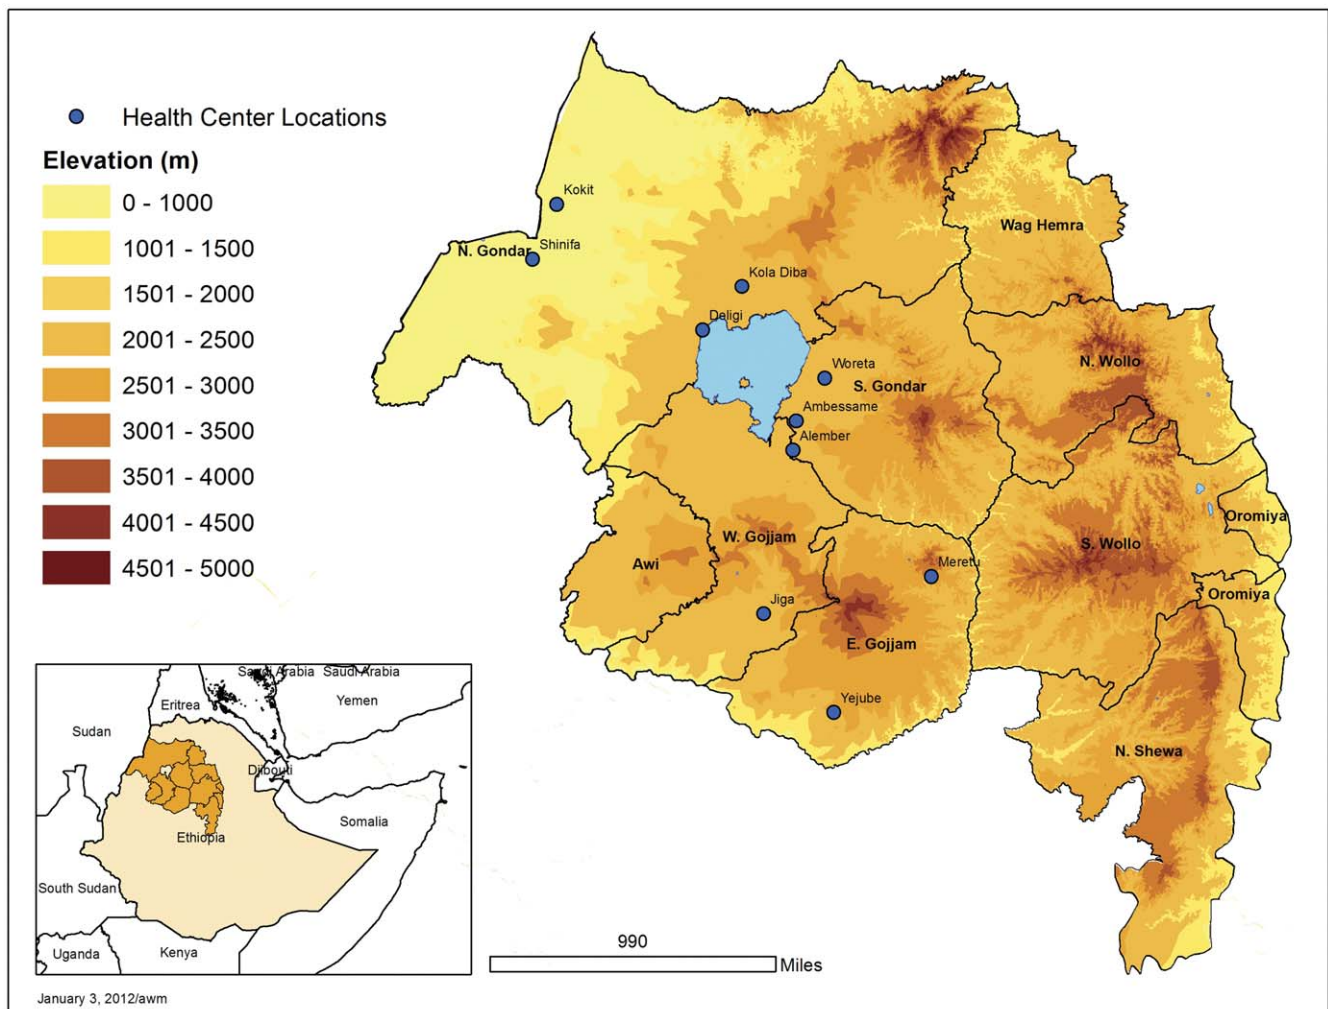 Health Center Locations
Elevation (m)
0 - 1000
1001 - 1500
1501 - 2000
2001 - 2500
2501 - 3000
3001 - 3500
3501 - 4000
4001 - 4500
4501 - 5000
Kokit
N. Gondar
Shinifa
Kola Diba
Deligi
Wag Hemra
N. Wollo
Woreta
S. Gondar
Ambessame
Alember
Oromiya
W. Gojjam
S. Wollo
Awi
Meretu
Oromiya
Jiga
E. Gojjam
Yejube
N. Shewa
Saudi Arabia
Saudi Arabia
Eritrea
Yemen
Sudan
Djibouti
Somalia
Ethiopia
South Sudan
Uganda
Kenya
990
Miles
January 3, 2012/awm